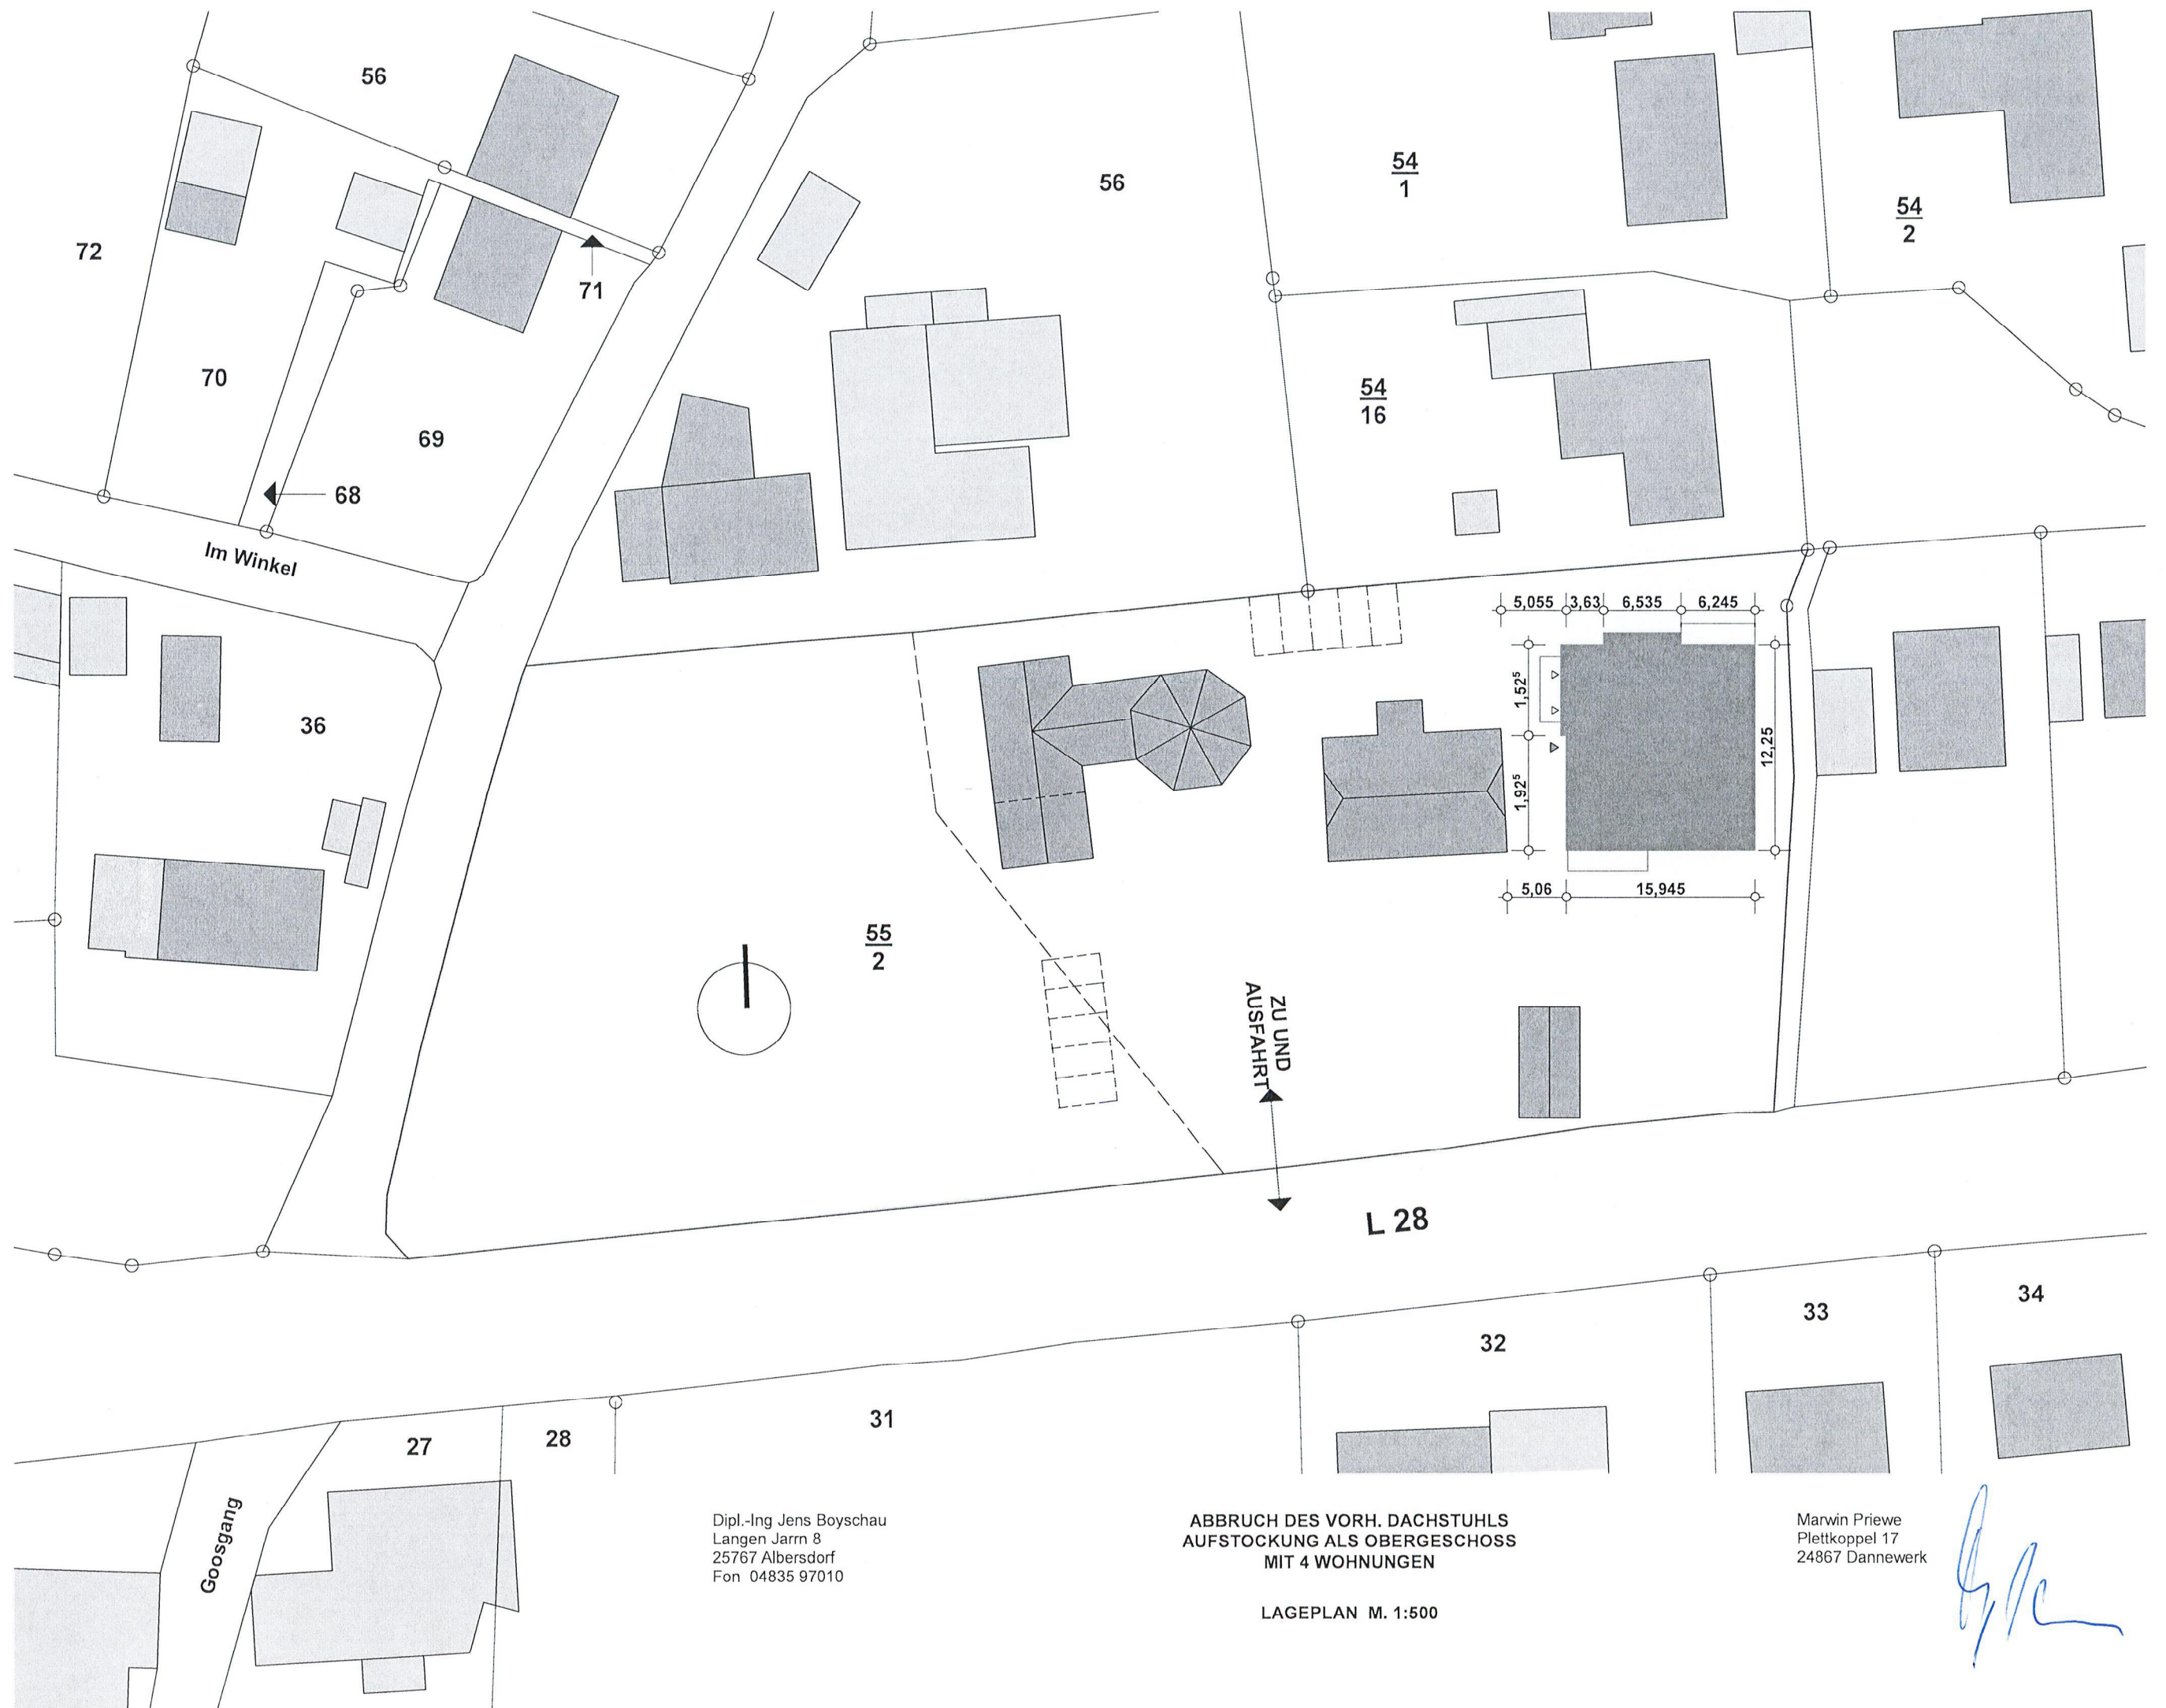 56
56
54
1
54
2
72
71
70
54
16
69
68
Im Winkel
5,055 3,63 6,535 6,245
36
1,52⁵
12,25
1,92⁵
5,06 15,945
55
2
ZU UND
AUSFAHRT
L 28
34
33
32
31
27
28
Goosgang
Dipl.-Ing Jens Boyschau
Langen Jarrn 8
25767 Albersdorf
Fon 04835 97010
ABBRUCH DES VORH. DACHSTUHLS
AUFSTOCKUNG ALS OBERGESCHOSS
MIT 4 WOHNUNGEN
LAGEPLAN M. 1:500
Marwin Priewe
Plettkoppel 17
24867 Dannewerk